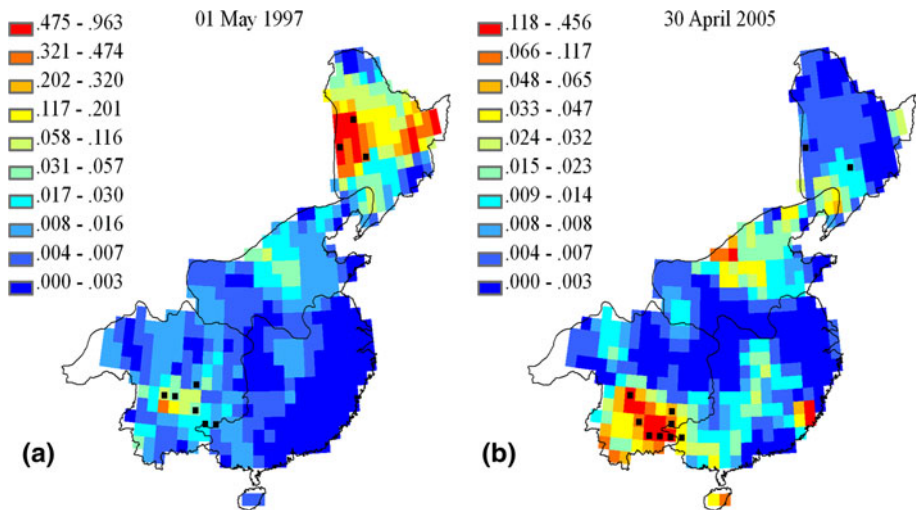 01 May 1997
.475 - .963
.321 - .474
.202 - .320
.117 - .201
.058 - .116
.031 - .057
.017 - .030
.008 - .016
.004 - .007
.000 - .003
(a)
30 April 2005
.118 - .456
.066 - .117
.048 - .065
.033 - .047
.024 - .032
.015 - .023
.009 - .014
.008 - .008
.004 - .007
.000 - .003
(b)